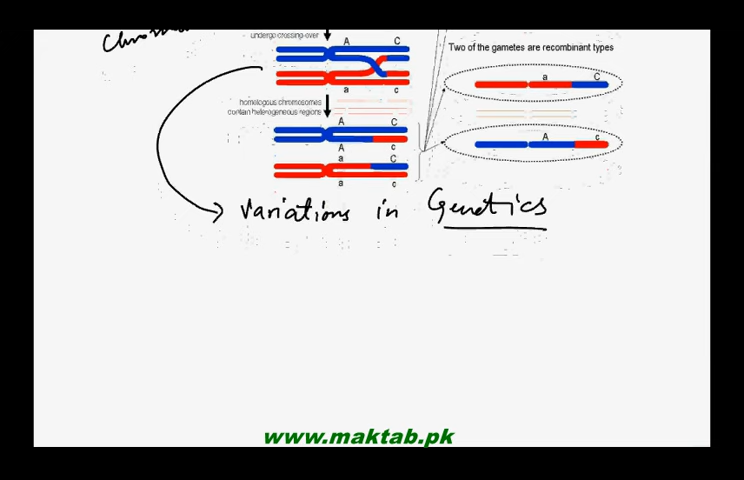 undergo crossing-over
A C
Two of the gametes are recombinant types
a c
a C
homologous chromosomes
contain heterogeneous regions
A C
A c
A c
a C
a c
variations in Genetics
www.maktab.pk